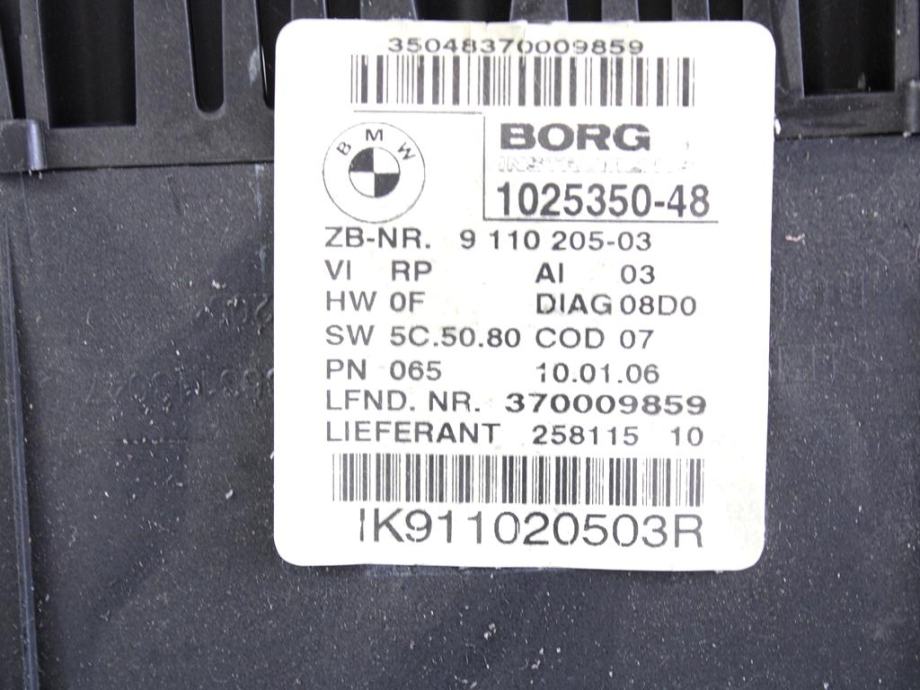 35048370009859
BMW
BORG
1025350-48
ZB-NR. 9 110 205-03
VI RP AI 03
HW 0F DIAG 08D0
SW 5C.50.80 COD 07
PN 065 10.01.06
LFND. NR. 370009859
LIEFERANT 258115 10
IK911020503R